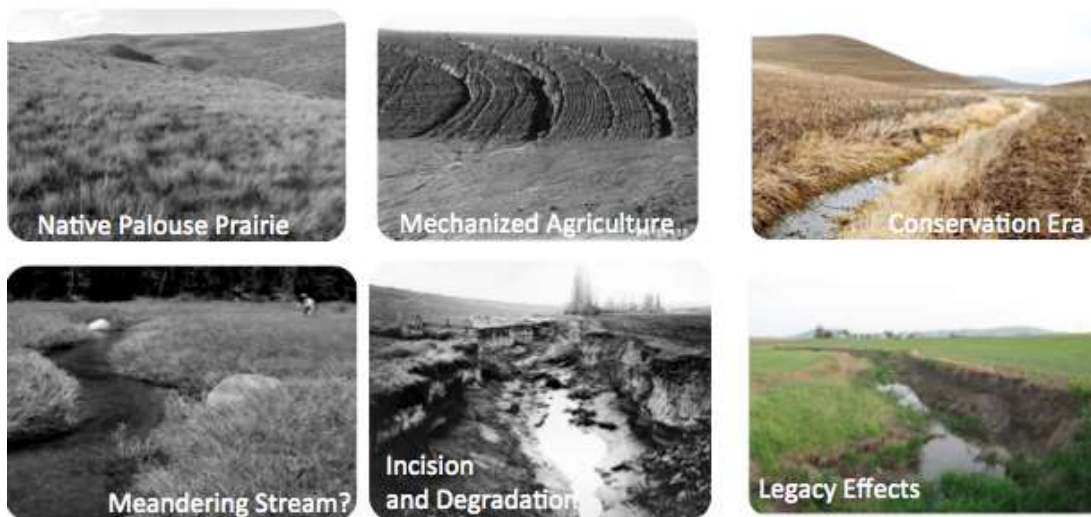 Native Palouse Prairie
Mechanized Agriculture
Conservation Era
Meandering Stream?
Incision
and Degradation
Legacy Effects